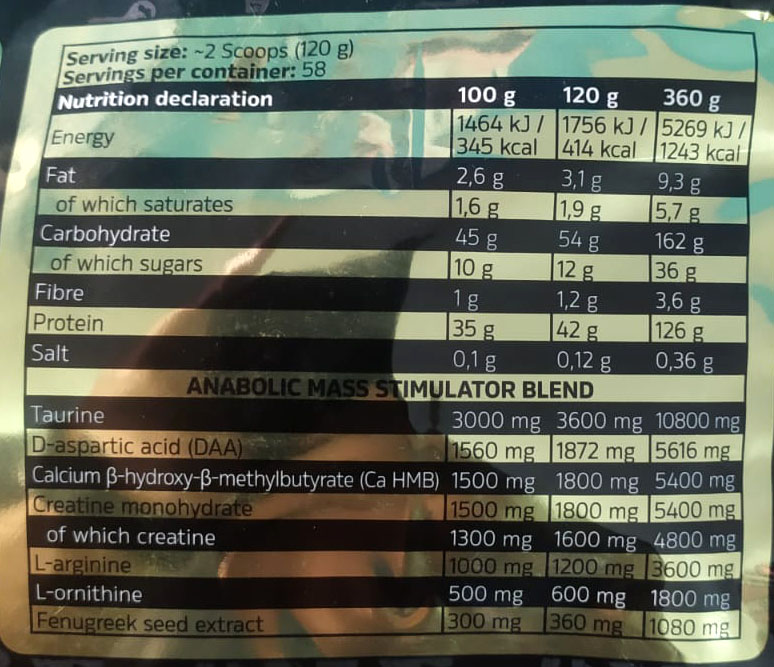 Serving size: ~2 Scoops (120 g)
Servings per container: 58
Nutrition declaration 100 g 120 g 360 g
Energy 1464 kJ / 345 kcal 1756 kJ / 414 kcal 5269 kJ / 1243 kcal
Fat 2,6 g 3,1 g 9,3 g
of which saturates 1,6 g 1,9 g 5,7 g
Carbohydrate 45 g 54 g 162 g
of which sugars 10 g 12 g 36 g
Fibre 1 g 1,2 g 3,6 g
Protein 35 g 42 g 126 g
Salt 0,1 g 0,12 g 0,36 g
ANABOLIC MASS STIMULATOR BLEND
Taurine 3000 mg 3600 mg 10800 mg
D-aspartic acid (DAA) 1560 mg 1872 mg 5616 mg
Calcium β-hydroxy-β-methylbutyrate (Ca HMB) 1500 mg 1800 mg 5400 mg
Creatine monohydrate 1500 mg 1800 mg 5400 mg
of which creatine 1300 mg 1600 mg 4800 mg
L-arginine 1000 mg 1200 mg 3600 mg
L-ornithine 500 mg 600 mg 1800 mg
Fenugreek seed extract 300 mg 360 mg 1080 mg